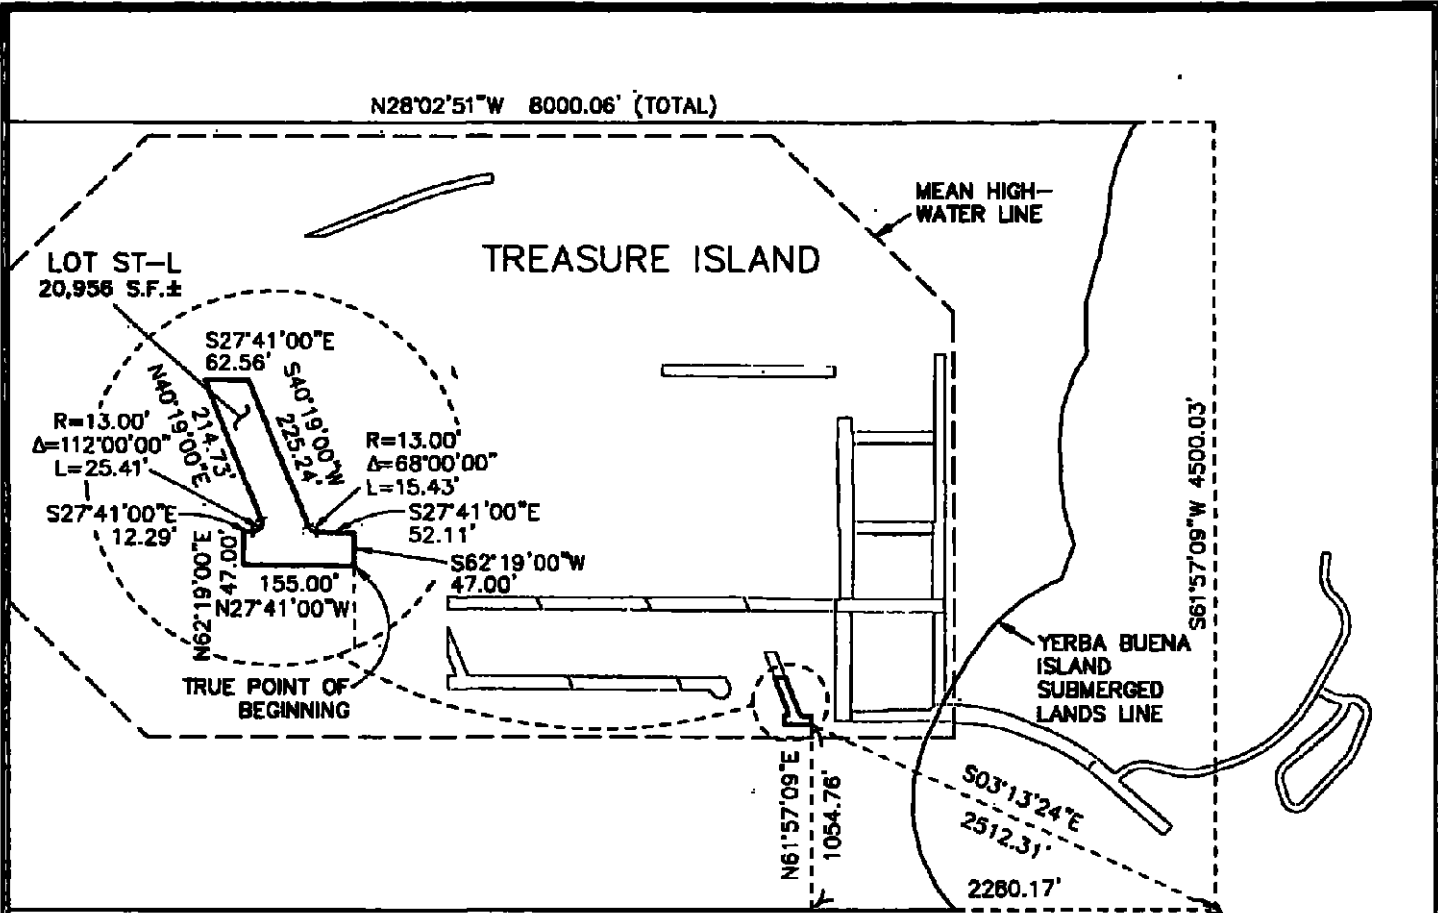 N28°02'51"W 8000.06' (TOTAL)
MEAN HIGH-
WATER LINE
TREASURE ISLAND
LOT ST-L
20,956 S.F.±
S27°41'00"E
62.56'
N40°19'00"E
214.73'
S40°19'00"W
225.24'
R=13.00'
Δ=112°00'00"
L=25.41'
R=13.00'
Δ=68°00'00"
L=15.43'
S27°41'00"E
12.29'
S27°41'00"E
52.11'
S62°19'00"W
47.00'
N62°19'00"E
47.00'
155.00'
N27°41'00"W
TRUE POINT OF
BEGINNING
S61°57'09"W 4500.03'
YERBA BUENA
ISLAND
SUBMERGED
LANDS LINE
N61°57'09"E
1054.76'
S03°13'24"E
2512.31'
2280.17'